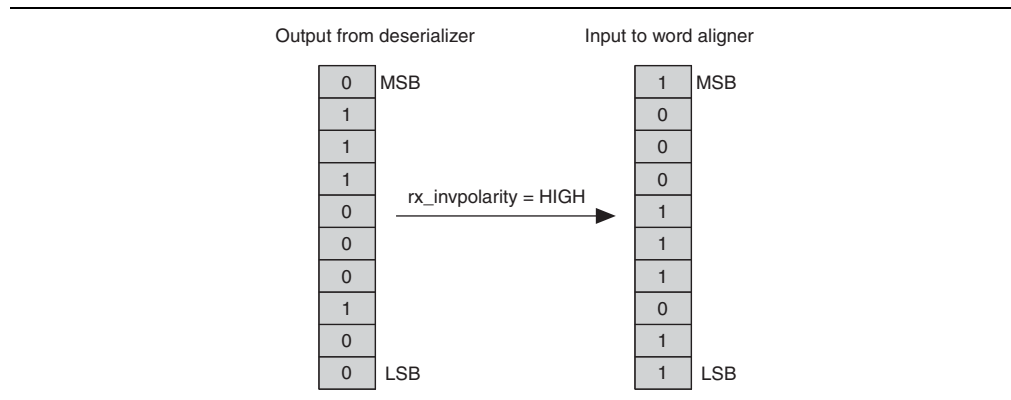 Output from deserializer Input to word aligner
0 MSB 1 MSB
1 0
1 0
1 0
rx_invpolarity = HIGH
0 1
0 1
0 1
1 0
0 1
0 LSB 1 LSB